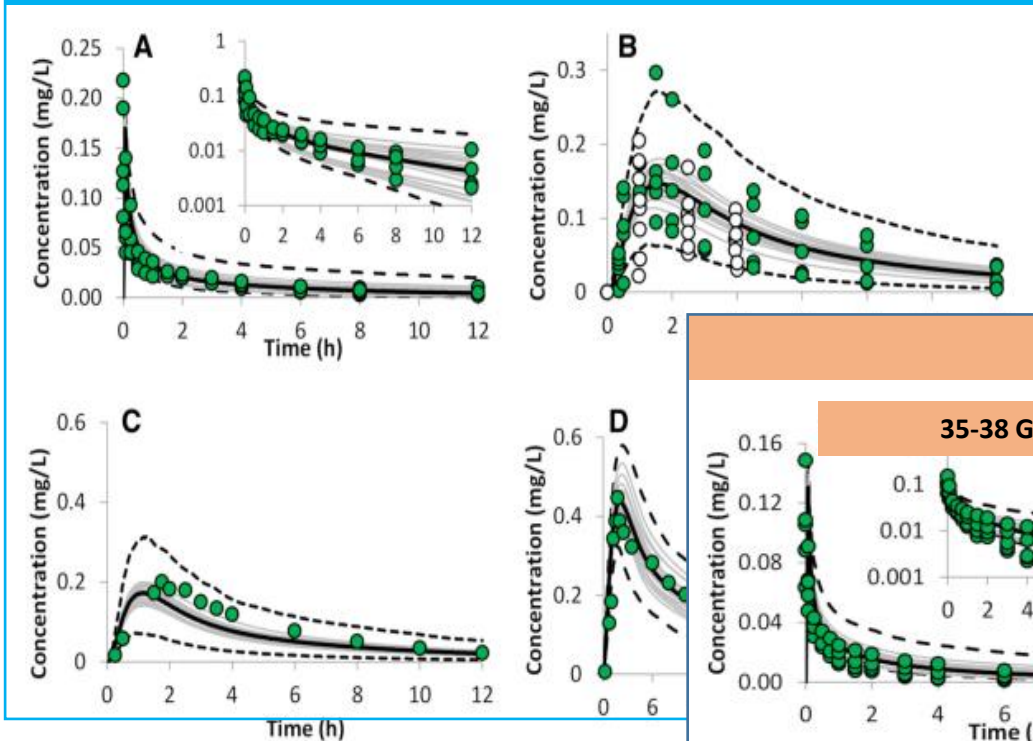 A
Concentration (mg/L)
0.25
0.20
0.15
0.10
0.05
0.00
0 2 4 6 8 10 12
Time (h)
1
0.1
0.01
0.001
0 2 4 6 8 10 12
B
Concentration (mg/L)
0.3
0.2
0.1
0
0 2
C
Concentration (mg/L)
0.6
0.4
0.2
0
0 2 4 6 8 10 12
Time (h)
D
Concentration (mg/L)
0.6
0.4
0.2
0
0 6
35-38 G
Concentration (mg/L)
0.16
0.12
0.08
0.04
0.00
0 2 4 6
Time (
0.1
0.01
0.001
0 2 4